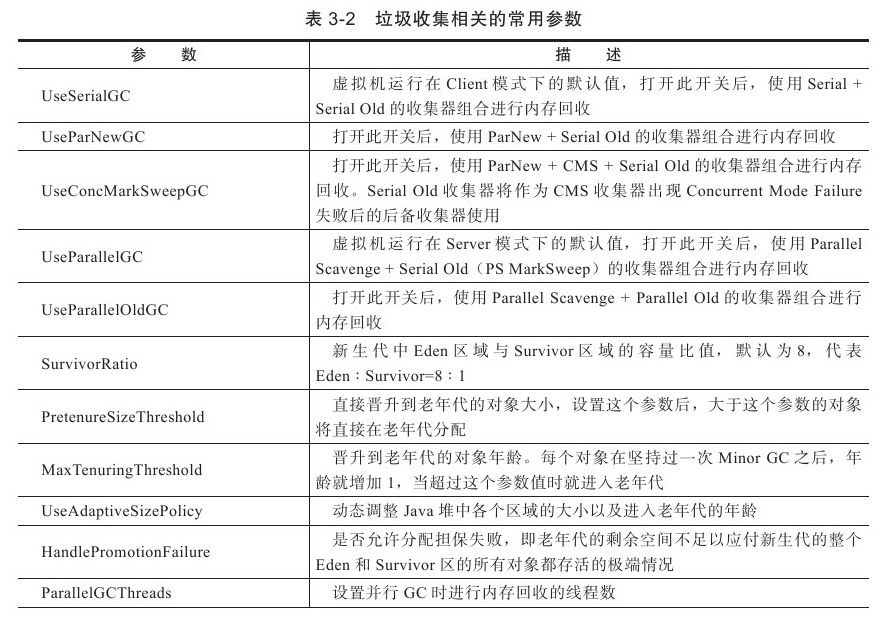 表 3-2 垃圾收集相关的常用参数
参 数 描 述
UseSerialGC
虚拟机运行在 Client 模式下的默认值，打开此开关后，使用 Serial +
Serial Old 的收集器组合进行内存回收
UseParNewGC
打开此开关后，使用 ParNew + Serial Old 的收集器组合进行内存回收
UseConcMarkSweepGC
打开此开关后，使用 ParNew + CMS + Serial Old 的收集器组合进行内存
回收。Serial Old 收集器将作为 CMS 收集器出现 Concurrent Mode Failure
失败后的后备收集器使用
UseParallelGC
虚拟机运行在 Server 模式下的默认值，打开此开关后，使用 Parallel
Scavenge + Serial Old（PS MarkSweep）的收集器组合进行内存回收
UseParallelOldGC
打开此开关后，使用 Parallel Scavenge + Parallel Old 的收集器组合进行
内存回收
SurvivorRatio
新生代中 Eden 区域与 Survivor 区域的容量比值，默认为 8，代表
Eden：Survivor=8：1
PretenureSizeThreshold
直接晋升到老年代的对象大小，设置这个参数后，大于这个参数的对象
将直接在老年代分配
MaxTenuringThreshold
晋升到老年代的对象年龄。每个对象在坚持过一次 Minor GC 之后，年
龄就增加 1，当超过这个参数值时就进入老年代
UseAdaptiveSizePolicy
动态调整 Java 堆中各个区域的大小以及进入老年代的年龄
HandlePromotionFailure
是否允许分配担保失败，即老年代的剩余空间不足以应付新生代的整个
Eden 和 Survivor 区的所有对象都存活的极端情况
ParallelGCThreads
设置并行 GC 时进行内存回收的线程数